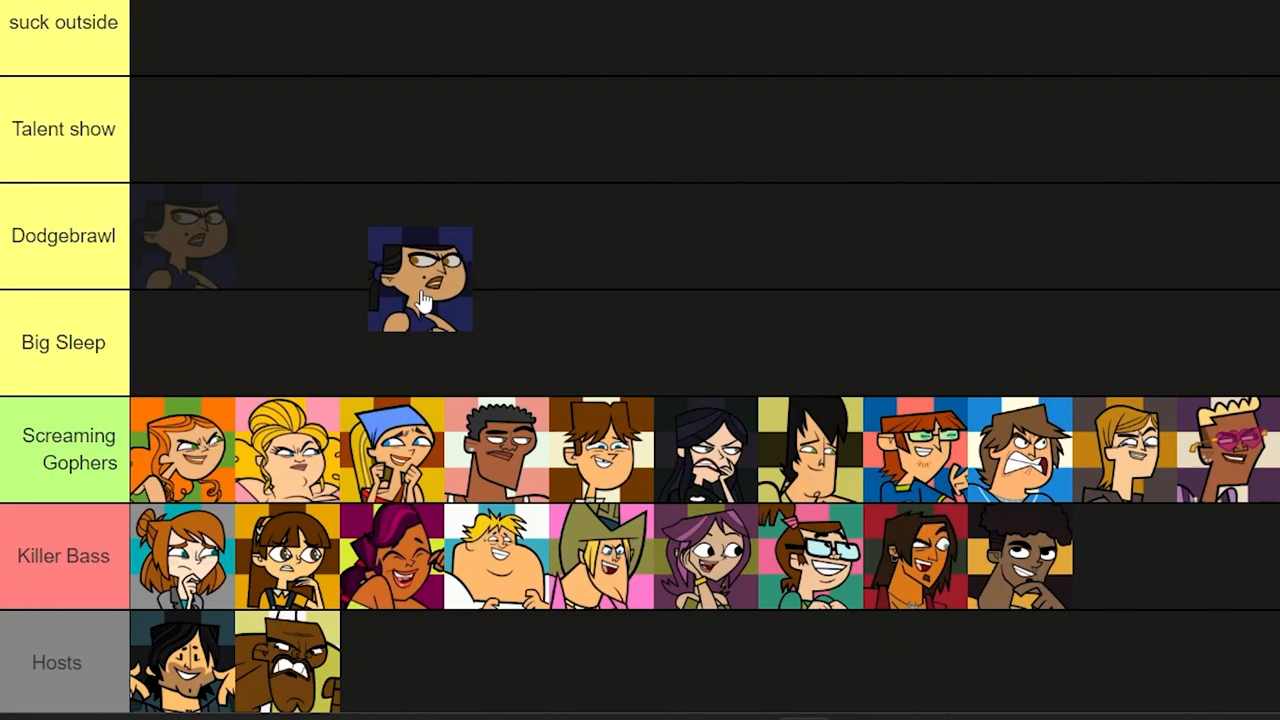 suck outside
Talent show
Dodgebrawl
Big Sleep
Screaming
Gophers
Killer Bass
Hosts